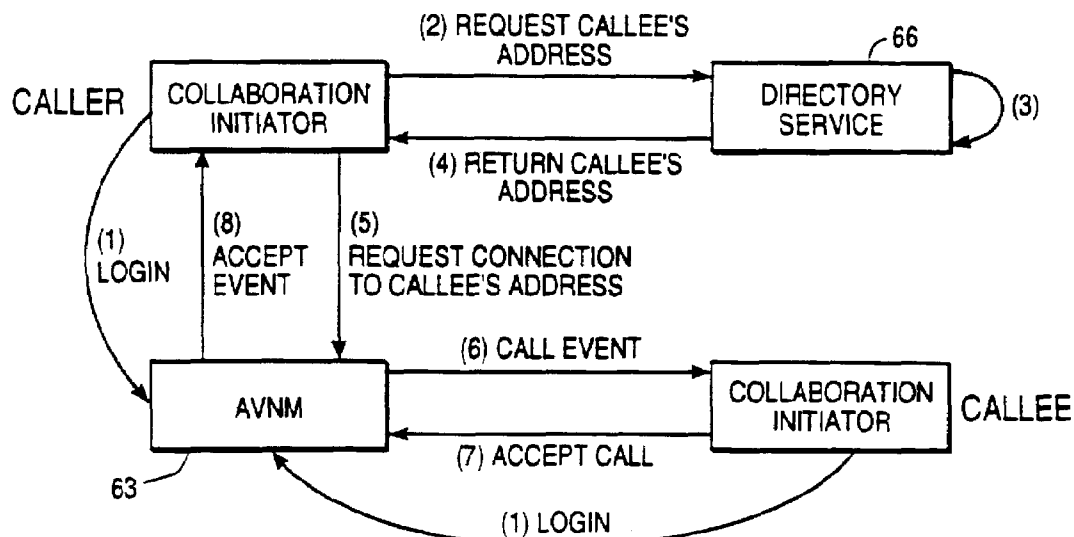 (2) REQUEST CALLEE'S
ADDRESS
66
CALLER
COLLABORATION
INITIATOR
DIRECTORY
SERVICE
(3)
(4) RETURN CALLEE'S
ADDRESS
(1)
LOGIN
(8)
ACCEPT
EVENT
(5)
REQUEST CONNECTION
TO CALLEE'S ADDRESS
(6) CALL EVENT
AVNM
COLLABORATION
INITIATOR
CALLEE
(7) ACCEPT CALL
63
(1) LOGIN